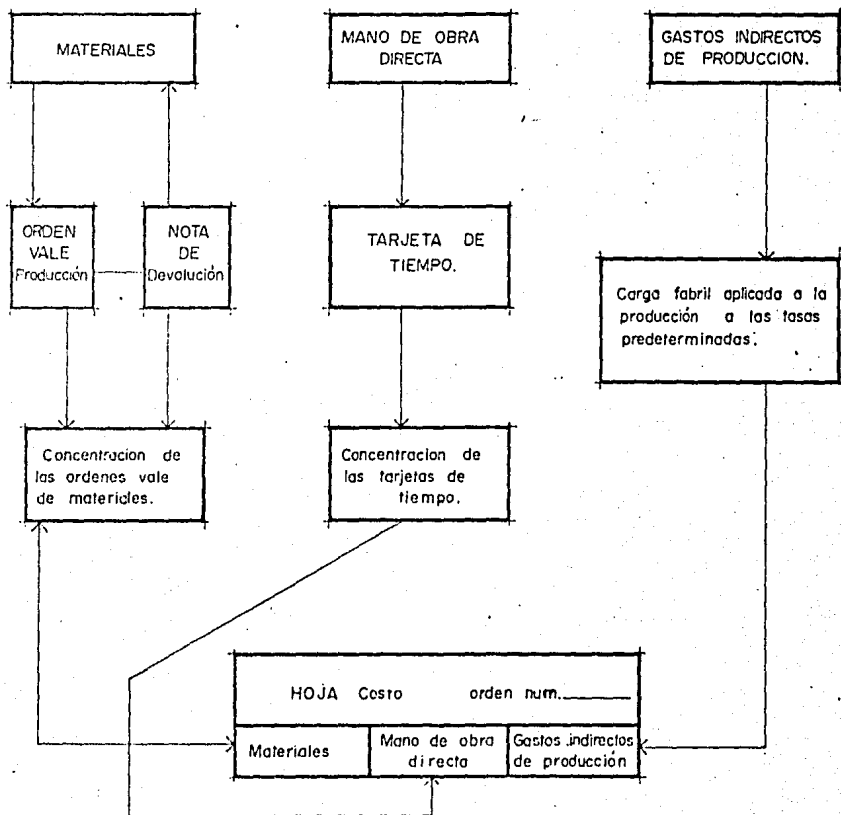 MATERIALES
MANO DE OBRA
DIRECTA
GASTOS INDIRECTOS
DE PRODUCCION.
ORDEN
VALE
Producción
NOTA
DE
Devolución
TARJETA DE
TIEMPO.
Carga fabril aplicada a la
producción a las tasas
predeterminadas.
Concentracion de
las ordenes vale
de materiales.
Concentracion de
las tarjetas de
tiempo.
HOJA Costo orden num.
Materiales
Mano de obra
directa
Gastos indirectos
de producción